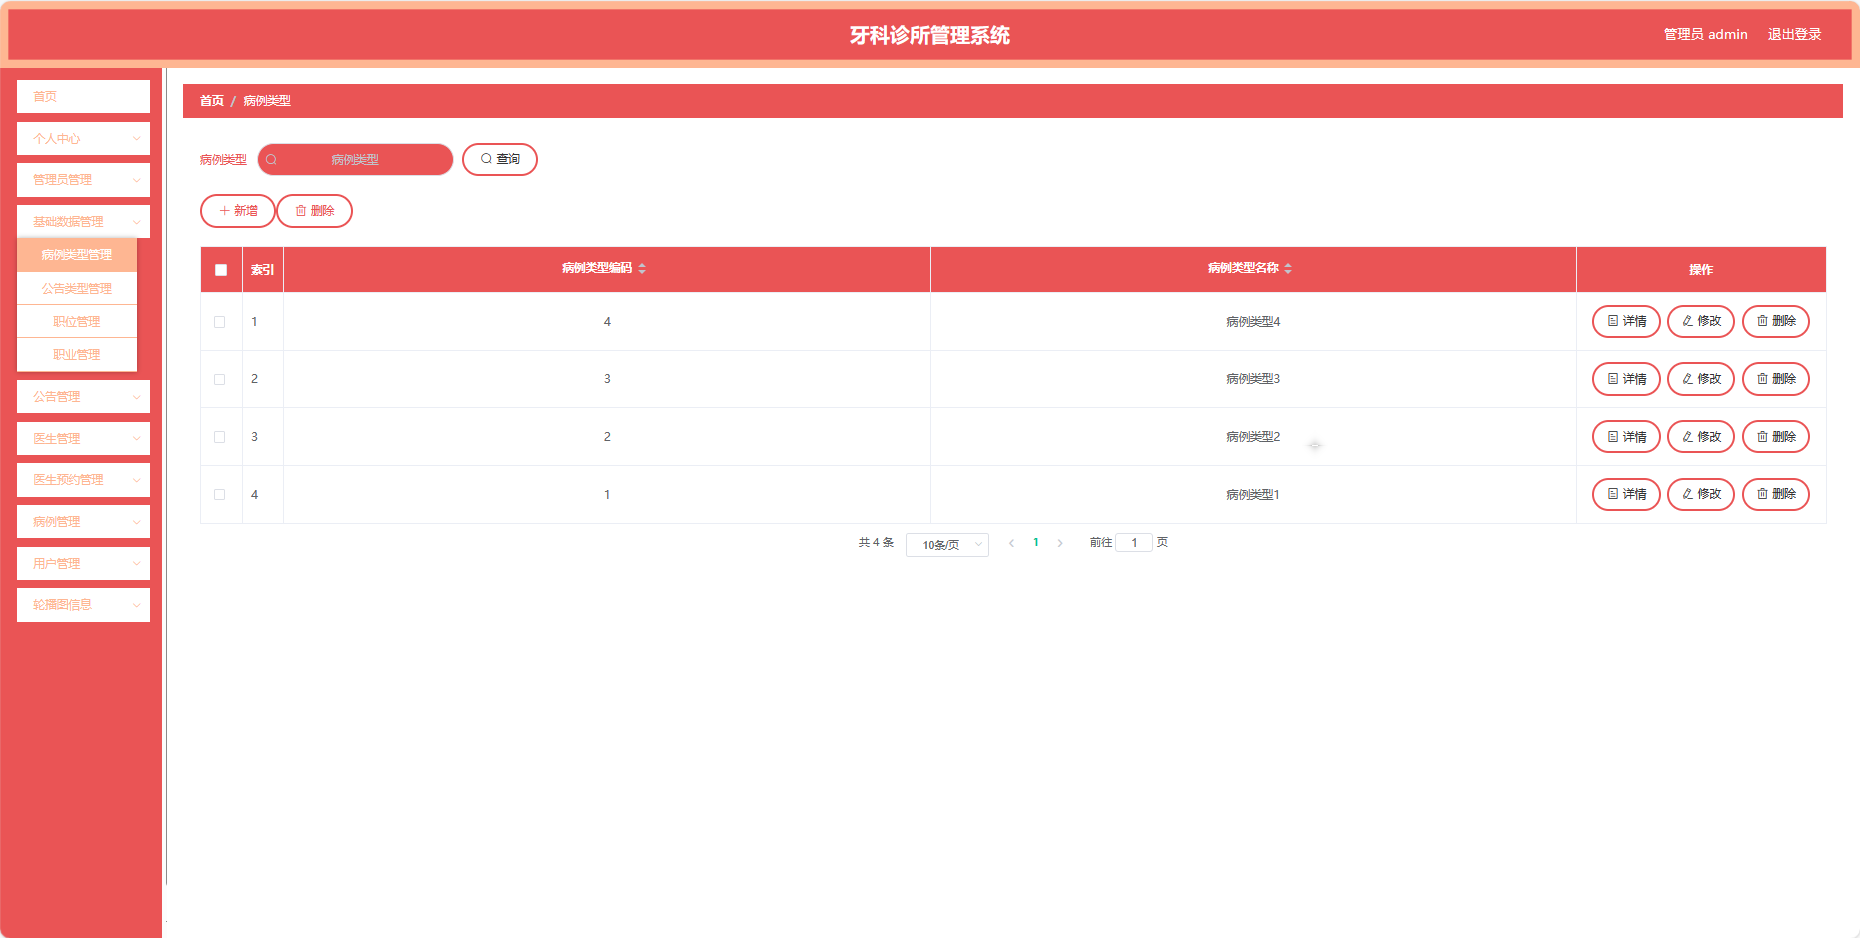 牙科诊所管理系统
管理员 admin 退出登录
首页
个人中心
管理员管理
基础数据管理
病例类型管理
公告类型管理
职位管理
职业管理
公告管理
医生管理
医生预约管理
病例管理
用户管理
轮播图信息
首页 / 病例类型
病例类型 病例类型 查询
新增 删除
索引 病例类型编码 病例类型名称 操作
1 4 病例类型4 详情 修改 删除
2 3 病例类型3 详情 修改 删除
3 2 病例类型2 详情 修改 删除
4 1 病例类型1 详情 修改 删除
共 4 条 10条/页 1 前往 1 页